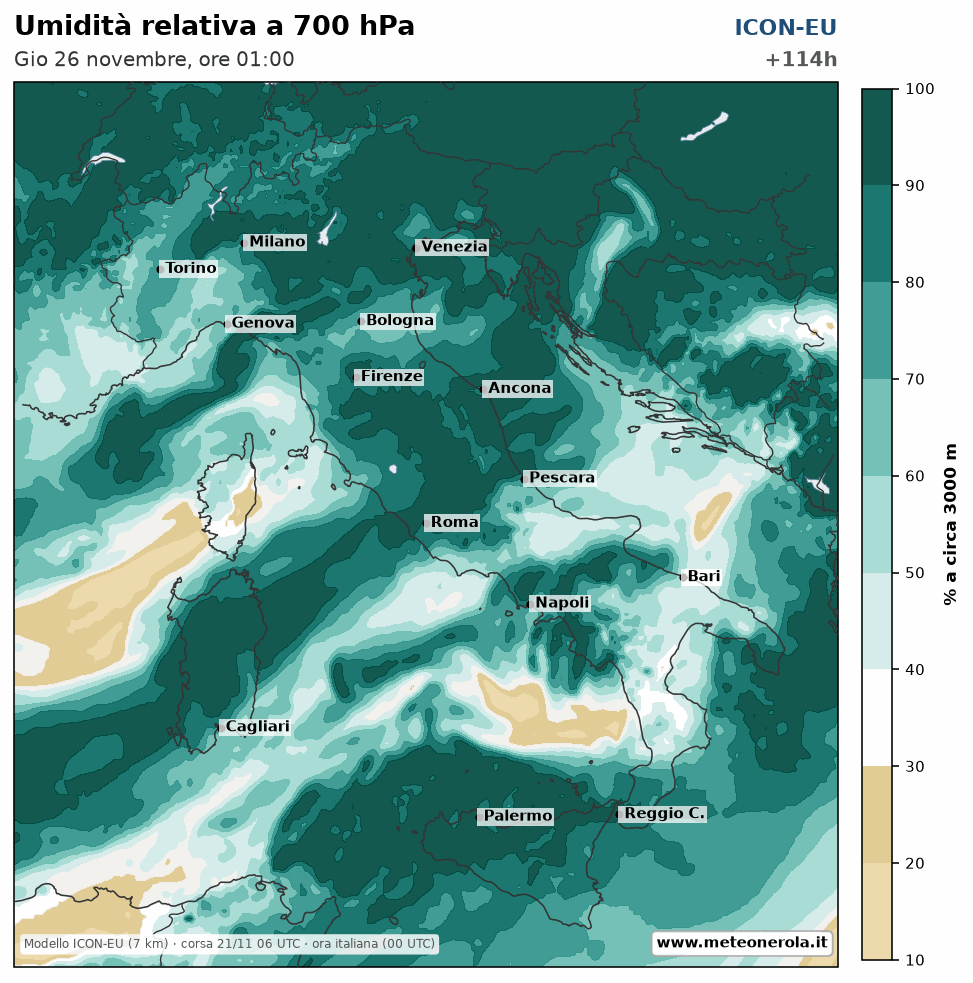 Umidità relativa a 700 hPa
ICON-EU
Gio 26 novembre, ore 01:00
+114h
100
90
80
70
60
50
40
30
20
10
% a circa 3000 m
Milano
Venezia
Torino
Genova
Bologna
Firenze
Ancona
Pescara
Roma
Bari
Napoli
Cagliari
Palermo
Reggio C.
Modello ICON-EU (7 km) · corsa 21/11 06 UTC · ora italiana (00 UTC)
www.meteonerola.it